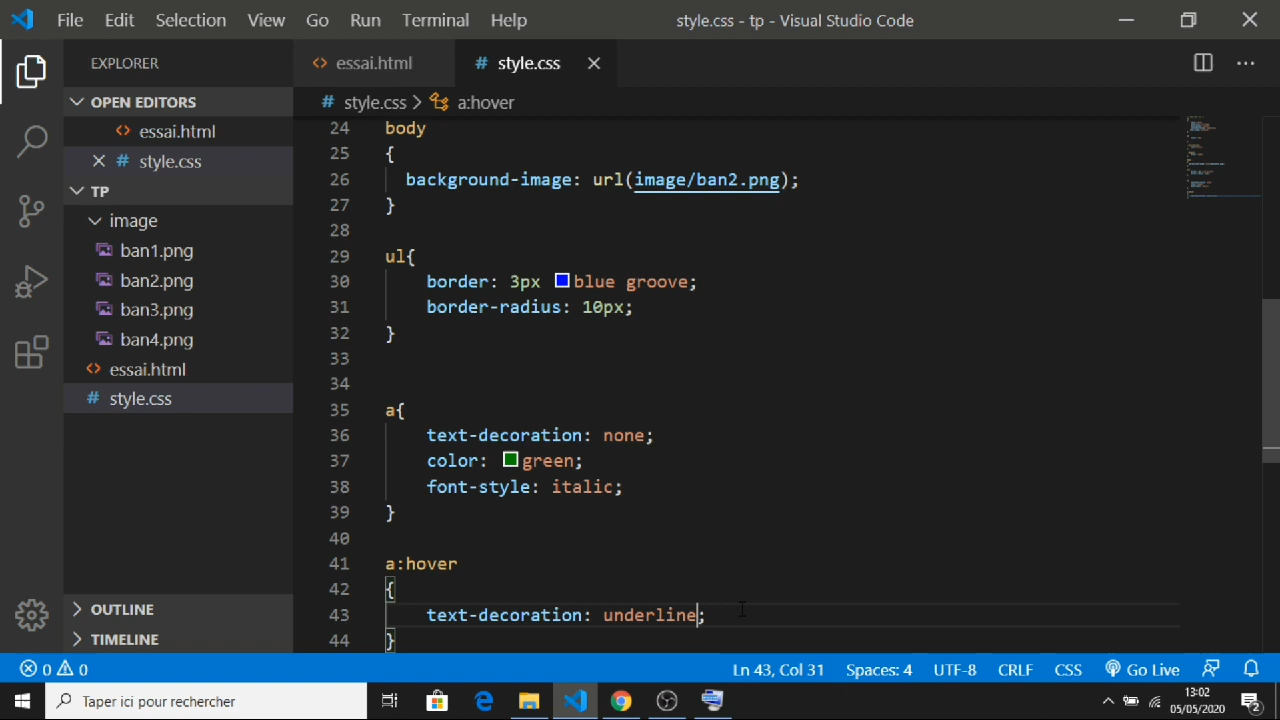 File Edit Selection View Go Run Terminal Help style.css - tp - Visual Studio Code
EXPLORER
OPEN EDITORS
<> essai.html
# style.css
TP
image
ban1.png
ban2.png
ban3.png
ban4.png
<> essai.html
# style.css
OUTLINE
TIMELINE
<> essai.html # style.css
# style.css > a:hover
24 body
25 {
26 background-image: url(image/ban2.png);
27 }
28
29 ul{
30 border: 3px blue groove;
31 border-radius: 10px;
32 }
33
34
35 a{
36 text-decoration: none;
37 color: green;
38 font-style: italic;
39 }
40
41 a:hover
42 {
43 text-decoration: underline;
44 }
0 0 Ln 43, Col 31 Spaces: 4 UTF-8 CRLF CSS Go Live
Taper ici pour rechercher
13:02
05/05/2020
2